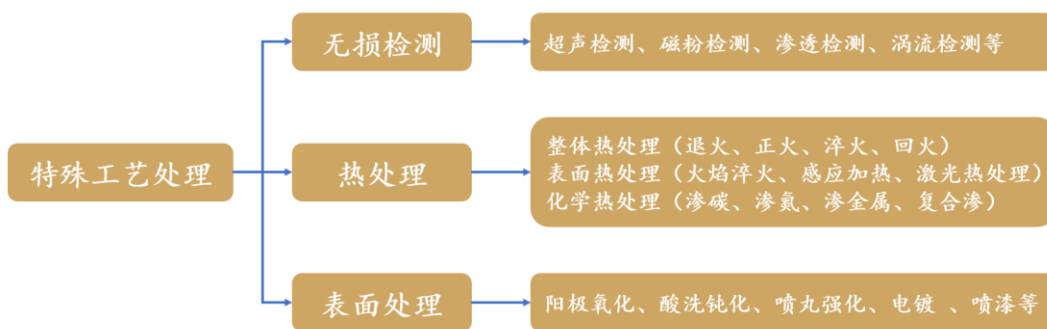 特殊工艺处理
无损检测
超声检测、磁粉检测、渗透检测、涡流检测等
热处理
整体热处理（退火、正火、淬火、回火）
表面热处理（火焰淬火、感应加热、激光热处理）
化学热处理（渗碳、渗氮、渗金属、复合渗）
表面处理
阳极氧化、酸洗钝化、喷丸强化、电镀 、喷漆等